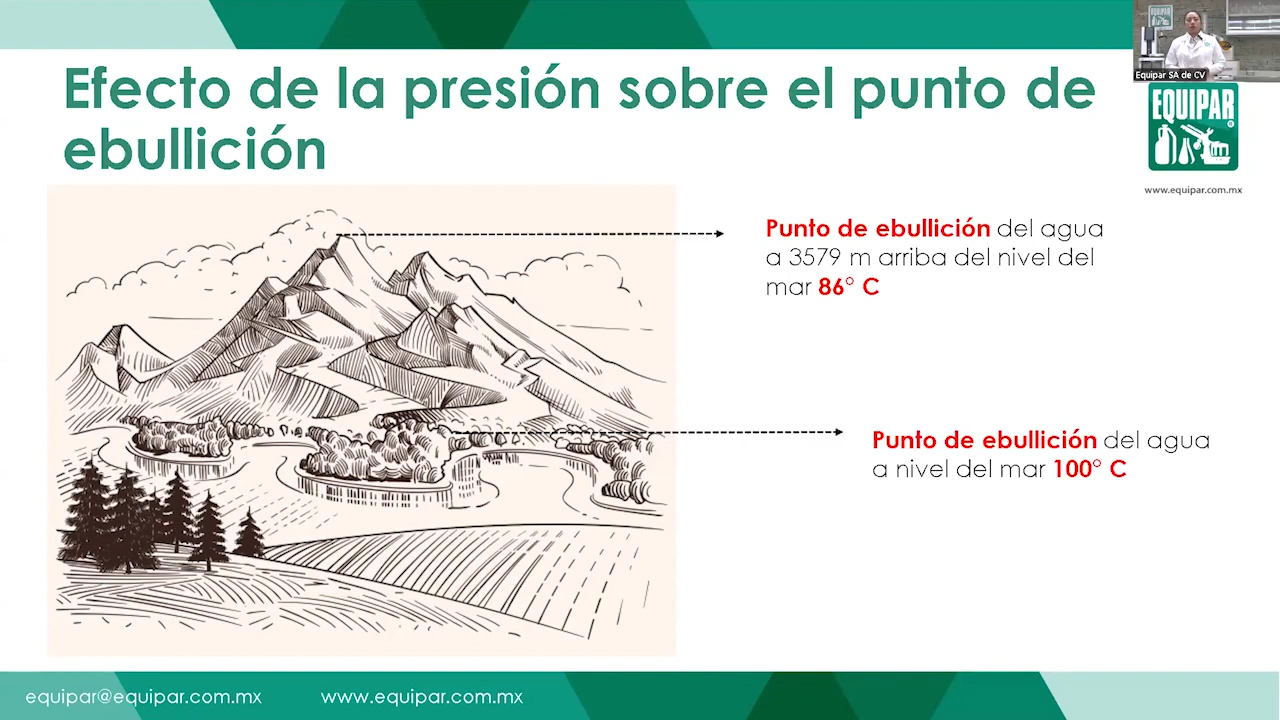 Efecto de la presión sobre el punto de
ebullición
Equipar SA de CV
EQUIPAR
www.equipar.com.mx
Punto de ebullición del agua
a 3579 m arriba del nivel del
mar 86° C
Punto de ebullición del agua
a nivel del mar 100° C
equipar@equipar.com.mx
www.equipar.com.mx